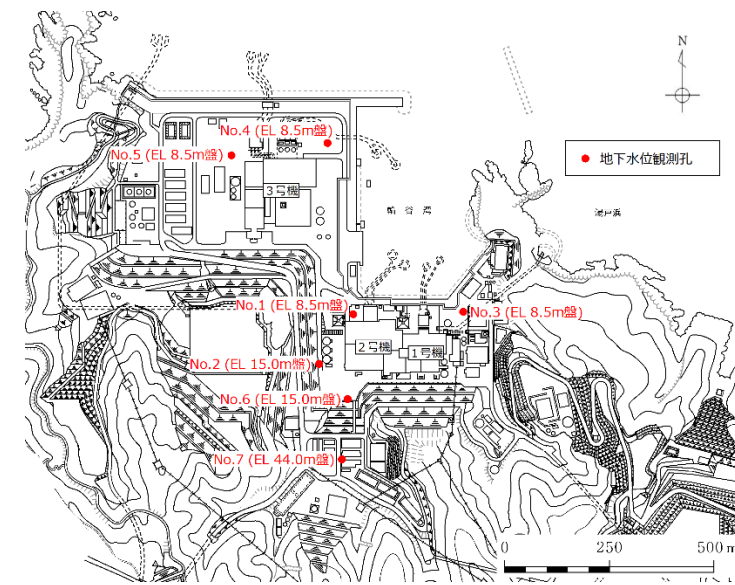 N
No.4 (EL 8.5m盤)
No.5 (EL 8.5m盤)
地下水位観測孔
3号機
No.1 (EL 8.5m盤)
No.3 (EL 8.5m盤)
2号機
1号機
No.2 (EL 15.0m盤)
No.6 (EL 15.0m盤)
No.7 (EL 44.0m盤)
0 250 500 m